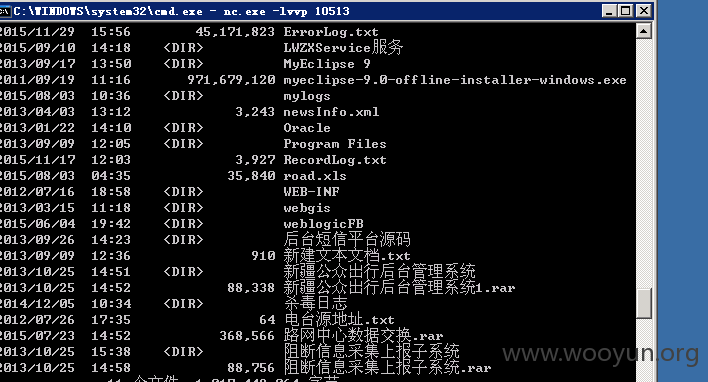 C:\WINDOWS\system32\cmd.exe - nc.exe -lvvp 10513
2015/11/29 15:56 45,171,823 ErrorLog.txt
2015/09/10 14:18 <DIR> LWZXService服务
2013/09/17 13:50 <DIR> MyEclipse 9
2011/09/19 11:16 971,679,120 myeclipse-9.0-offline-installer-windows.exe
2015/08/03 10:36 <DIR> mylogs
2013/04/03 13:12 3,243 newsInfo.xml
2013/01/22 14:10 <DIR> Oracle
2013/09/09 12:05 <DIR> Program Files
2015/11/17 12:03 3,927 RecordLog.txt
2015/08/03 04:35 35,840 road.xls
2012/07/16 18:58 <DIR> WEB-INF
2013/03/15 11:18 <DIR> webgis
2015/06/04 19:42 <DIR> weblogicFB
2013/09/26 14:23 <DIR> 后台短信平台源码
2013/09/09 12:36 910 新建文本文档.txt
2013/10/25 14:51 <DIR> 新疆公众出行后台管理系统
2013/10/25 14:52 88,338 新疆公众出行后台管理系统1.rar
2014/12/05 10:34 <DIR> 杀毒日志
2012/07/26 17:35 64 电台源地址.txt
2015/07/23 14:52 368,566 路网中心数据交换.rar
2013/10/25 15:38 <DIR> 阻断信息采集上报子系统
2013/10/25 14:58 88,756 阻断信息采集上报子系统.rar
www.wooyun.org